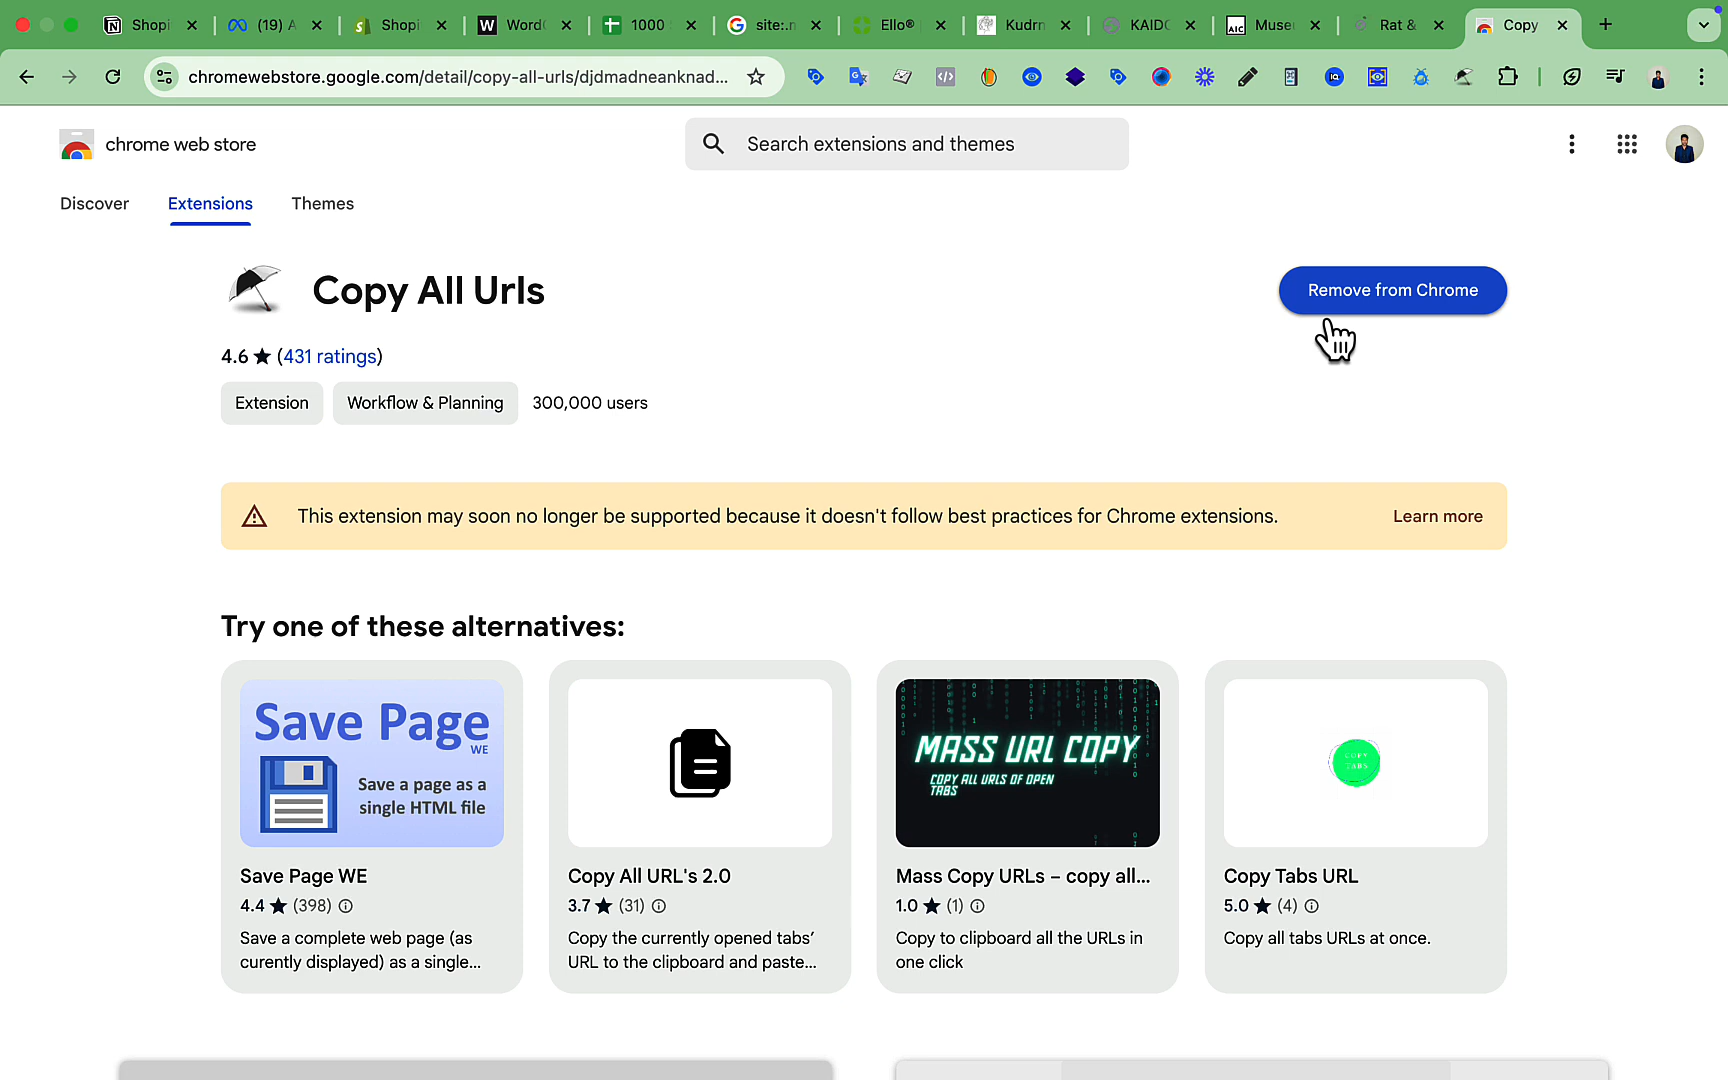 Shopi
(19) A
Shopi
Word
1000
site:.n
Ello®
Kudrn
KAIDO
AIC
Muse
Rat &
Copy
chromewebstore.google.com/detail/copy-all-urls/djdmadneanknad...
chrome web store
Search extensions and themes
Discover
Extensions
Themes
Copy All Urls
Remove from Chrome
4.6 ★ (431 ratings)
Extension
Workflow & Planning
300,000 users
This extension may soon no longer be supported because it doesn't follow best practices for Chrome extensions.
Learn more
Try one of these alternatives:
Save Page
WE
Save a page as a
single HTML file
MASS URL COPY
COPY ALL URLS OF OPEN
TABS
COPY
TABS
Save Page WE
4.4 ★ (398)
Save a complete web page (as
curently displayed) as a single...
Copy All URL's 2.0
3.7 ★ (31)
Copy the currently opened tabs'
URL to the clipboard and paste...
Mass Copy URLs – copy all...
1.0 ★ (1)
Copy to clipboard all the URLs in
one click
Copy Tabs URL
5.0 ★ (4)
Copy all tabs URLs at once.